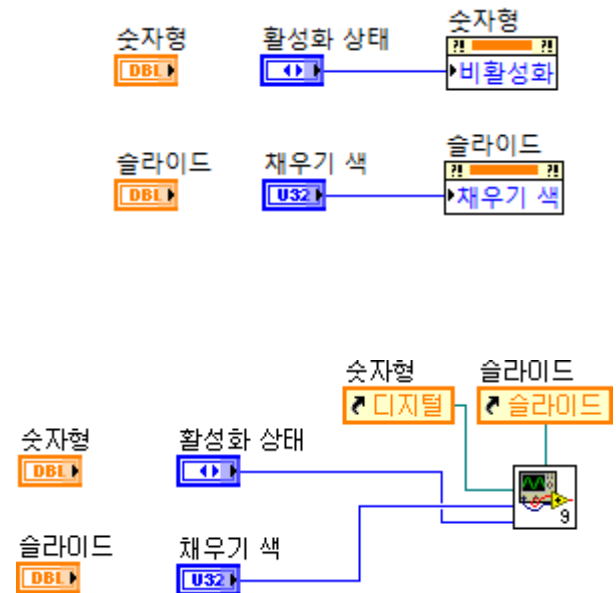 숫자형
숫자형 활성화 상태
DBL
?! ?!
비활성화
슬라이드
슬라이드 채우기 색
DBL U32
?! ?!
채우기 색
숫자형 슬라이드
디지털 슬라이드
숫자형 활성화 상태
DBL
9
슬라이드 채우기 색
DBL U32